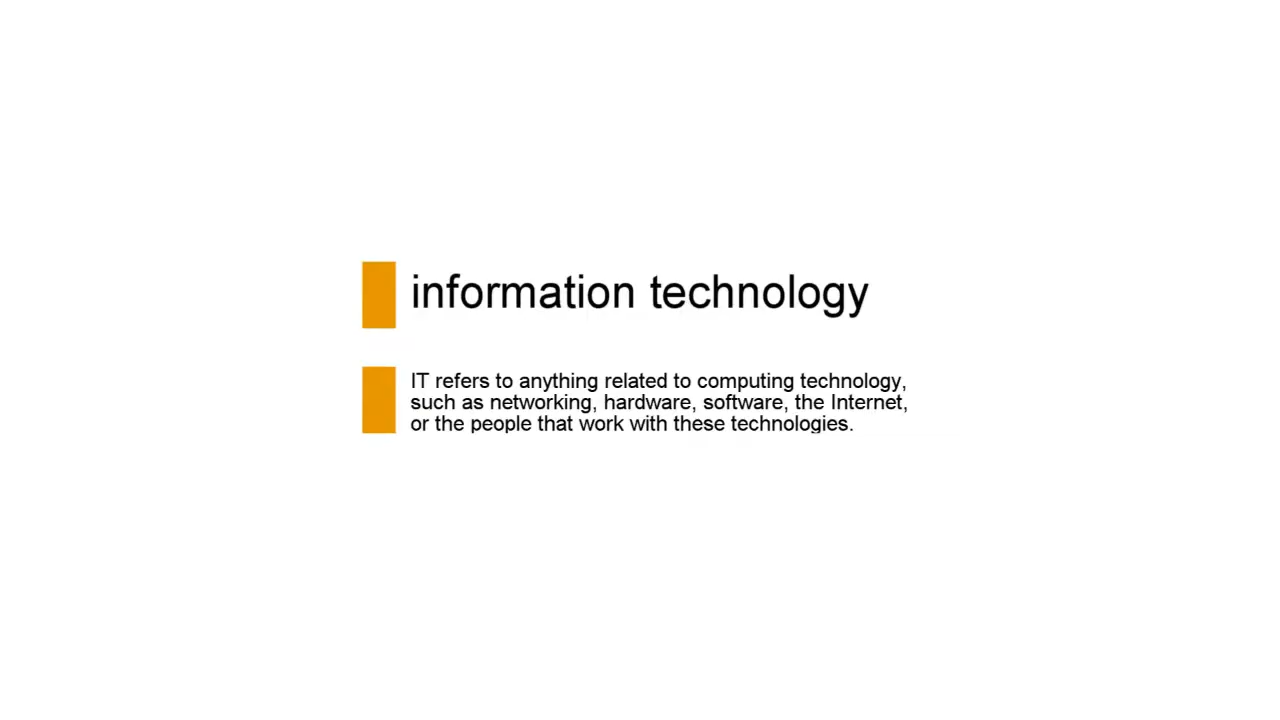 information technology
IT refers to anything related to computing technology,
such as networking, hardware, software, the Internet,
or the people that work with these technologies.